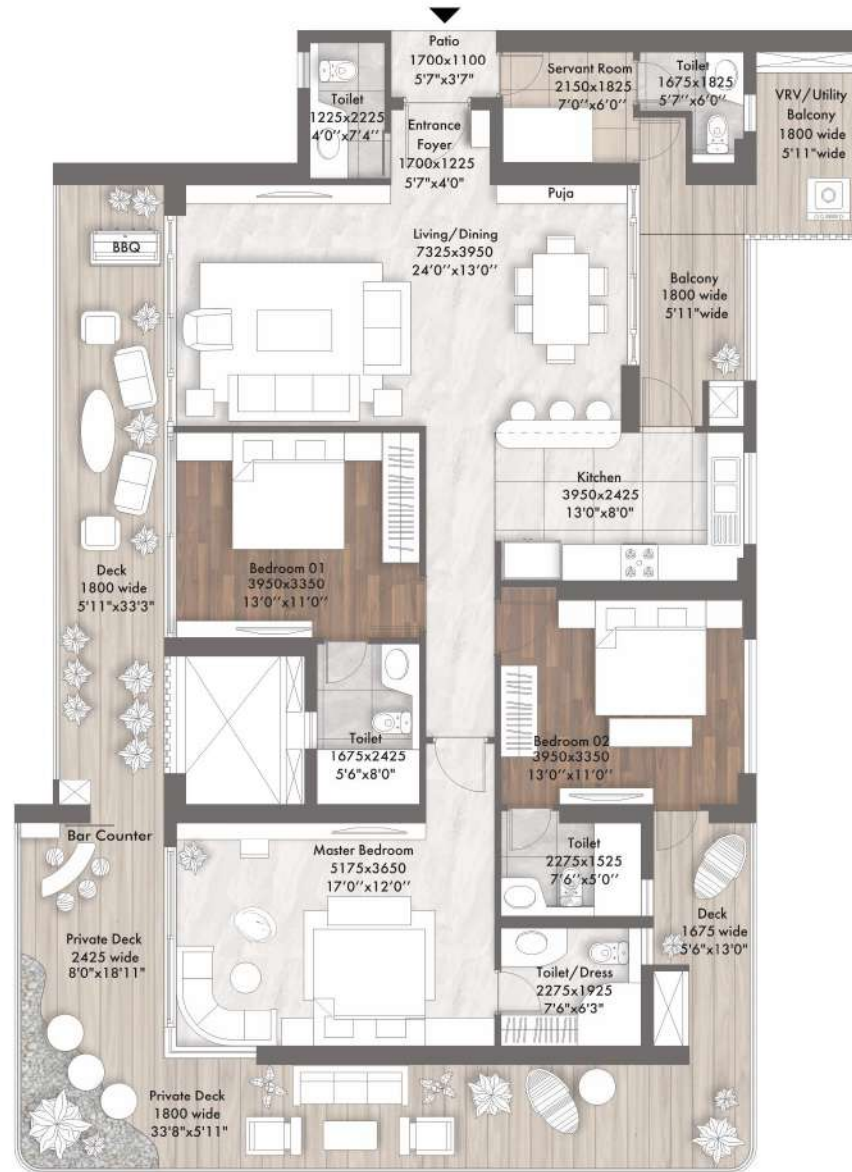 Patio
1700x1100
5'7"x3'7"
Toilet
1225x2225
4'0''x7'4''
Entrance
Foyer
1700x1225
5'7"x4'0"
Servant Room
2150x1825
7'0''x6'0''
Toilet
1675x1825
5'7''x6'0''
VRV/Utility
Balcony
1800 wide
5'11"wide
Puja
BBQ
Living/Dining
7325x3950
24'0''x13'0''
Balcony
1800 wide
5'11"wide
Kitchen
3950x2425
13'0"x8'0"
Bedroom 01
3950x3350
13'0''x11'0''
Deck
1800 wide
5'11"x33'3"
Toilet
1675x2425
5'6"x8'0"
Bedroom 02
3950x3350
13'0''x11'0''
Bar Counter
Master Bedroom
5175x3650
17'0''x12'0''
Toilet
2275x1525
7'6''x5'0''
Deck
1675 wide
5'6"x13'0"
Private Deck
2425 wide
8'0"x18'11"
Toilet/Dress
2275x1925
7'6"x6'3"
Private Deck
1800 wide
33'8"x5'11"